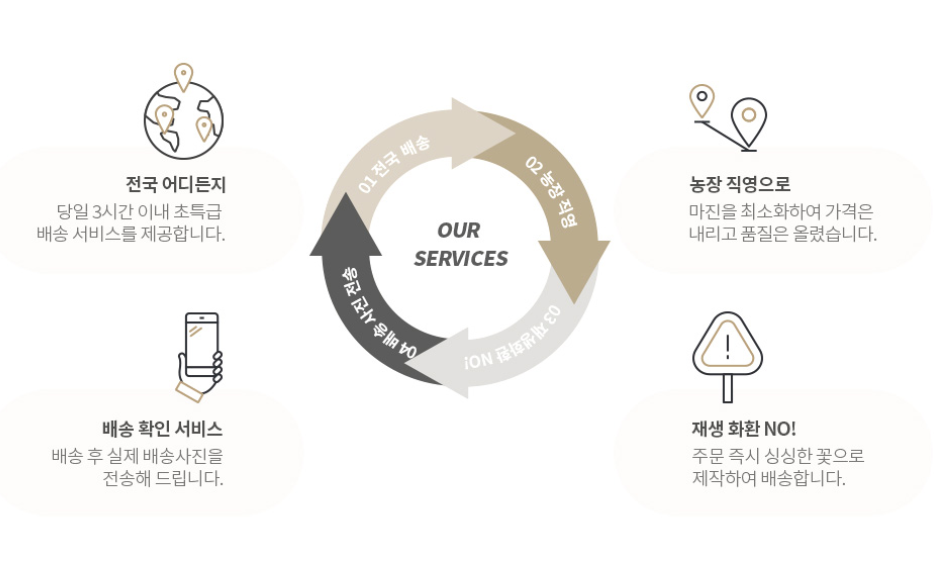 전국 어디든지
당일 3시간 이내 초특급
배송 서비스를 제공합니다.
01 전국 배송
02 농장 직영
03 재생화환 NO!
04 배송 사진 전송
OUR
SERVICES
농장 직영으로
마진을 최소화하여 가격은
내리고 품질은 올렸습니다.
배송 확인 서비스
배송 후 실제 배송사진을
전송해 드립니다.
재생 화환 NO!
주문 즉시 싱싱한 꽃으로
제작하여 배송합니다.